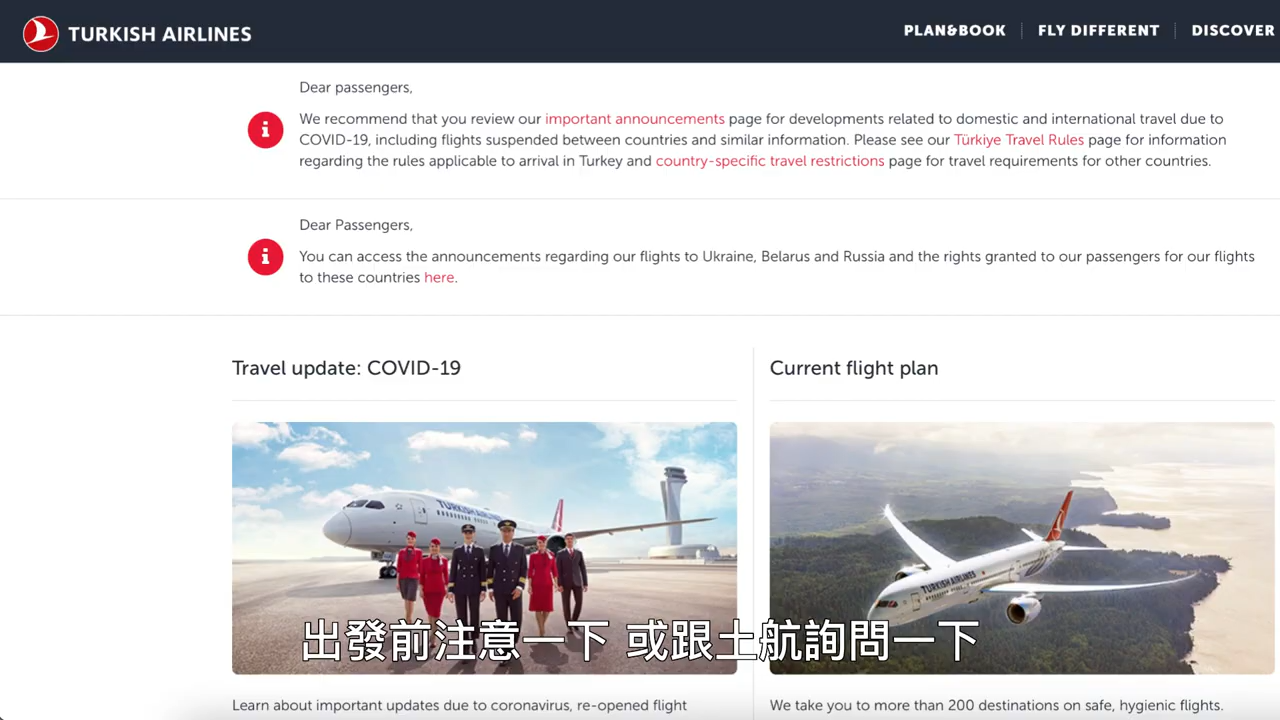 TURKISH AIRLINES
PLAN&BOOK
FLY DIFFERENT
DISCOVER
Dear passengers,
We recommend that you review our important announcements page for developments related to domestic and international travel due to
COVID-19, including flights suspended between countries and similar information. Please see our Türkiye Travel Rules page for information
regarding the rules applicable to arrival in Turkey and country-specific travel restrictions page for travel requirements for other countries.
Dear Passengers,
You can access the announcements regarding our flights to Ukraine, Belarus and Russia and the rights granted to our passengers for our flights
to these countries here.
Travel update: COVID-19
Current flight plan
TURKISH AIRLINES
TURKISH AIRLINES
出發前注意一下 或跟土航詢問一下
Learn about important updates due to coronavirus, re-opened flight
We take you to more than 200 destinations on safe, hygienic flights.